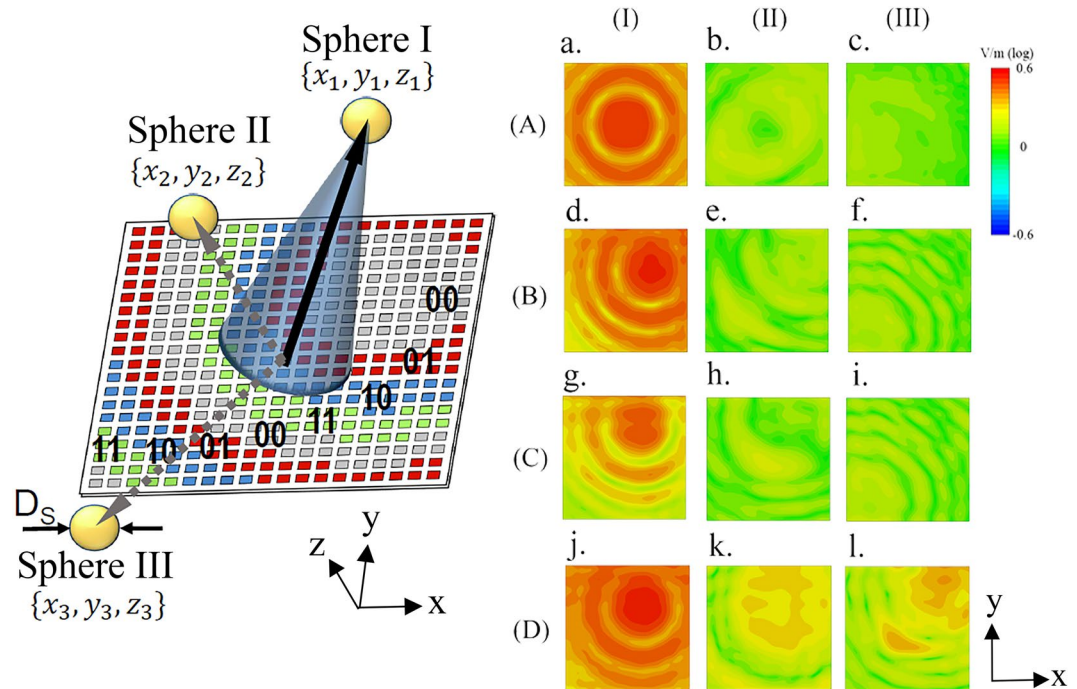 Sphere I
{x₁, y₁, z₁}
Sphere II
{x₂, y₂, z₂}
00
01
10
11
00
01
10
11
Dₛ
Sphere III
{x₃, y₃, z₃}
z
y
x
(I)
(II)
(III)
a.
b.
c.
V/m (log)
0.6
0
-0.6
(A)
d.
e.
f.
(B)
g.
h.
i.
(C)
j.
k.
l.
(D)
y
x